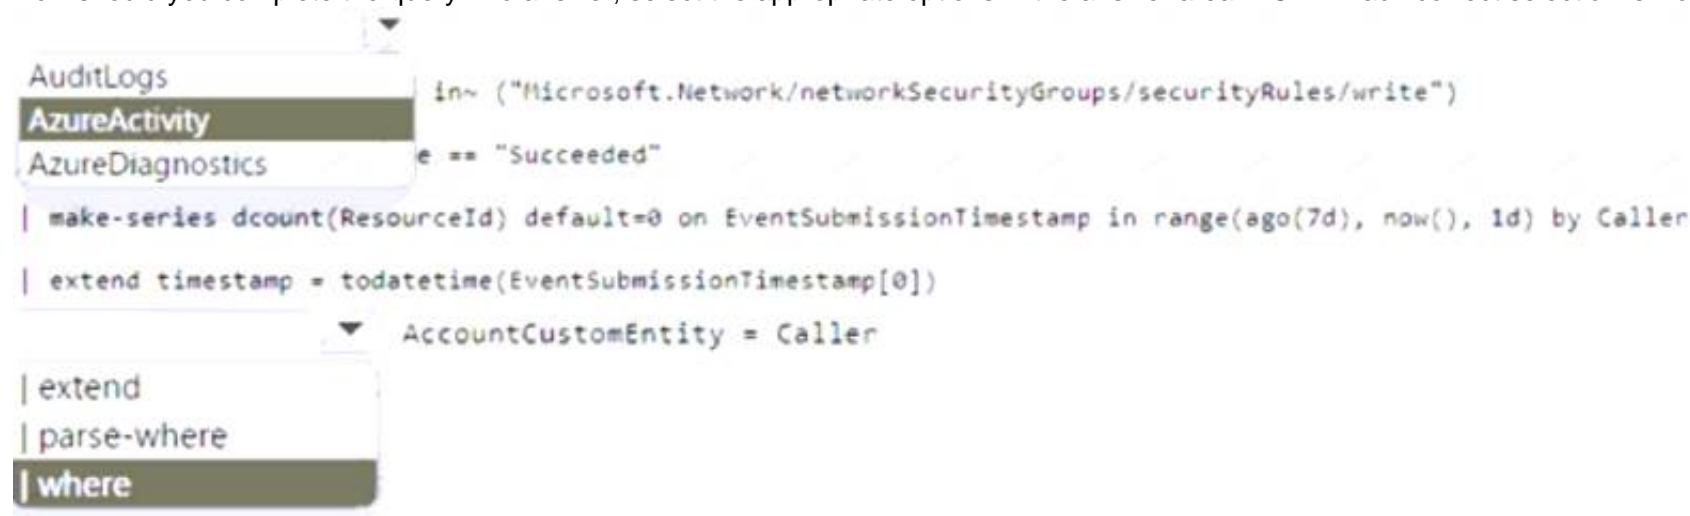 AuditLogs
in~ ("Microsoft.Network/networkSecurityGroups/securityRules/write")
AzureActivity
AzureDiagnostics
e == "Succeeded"
| make-series dcount(ResourceId) default=0 on EventSubmissionTimestamp in range(ago(7d), now(), 1d) by Caller
| extend timestamp = todatetime(EventSubmissionTimestamp[0])
AccountCustomEntity = Caller
| extend
| parse-where
| where